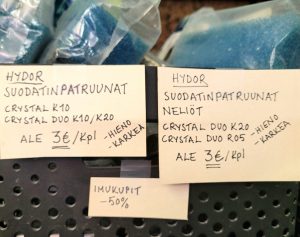 HYDOR
SUODATINPATRUUNAT
CRYSTAL K10
CRYSTAL DUO K10/K20
-HIENO
-KARKEA
ALE 3€/Kpl
HYDOR
SUODATINPATRUUNAT
NELIÖT
CRYSTAL DUO K20
CRYSTAL DUO R05
-HIENO
-KARKEA
ALE 3€/Kpl
IMUKUPIT
-50%